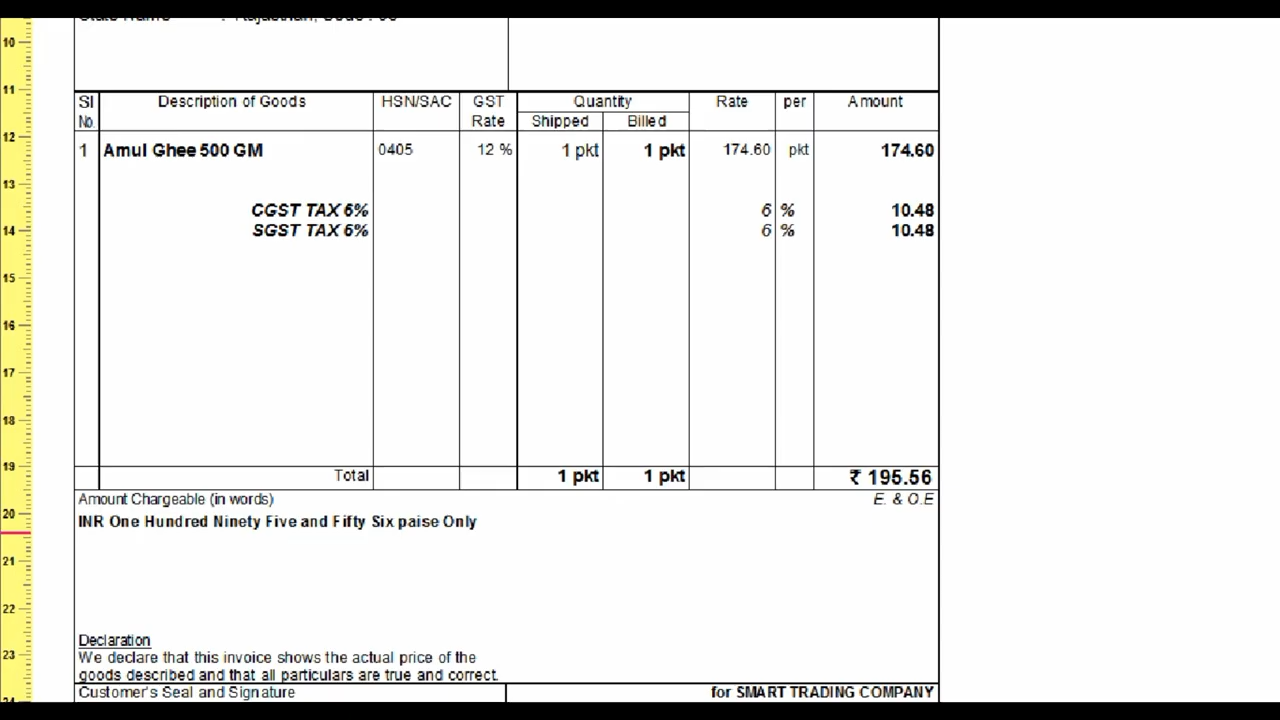 10
11
12
13
14
15
16
17
18
19
20
21
22
23
State Name : Rajasthan, Code :
Sl No. Description of Goods HSN/SAC GST Rate Quantity Rate per Amount
Shipped Billed
1 Amul Ghee 500 GM 0405 12 % 1 pkt 1 pkt 174.60 pkt 174.60
CGST TAX 6% 6 % 10.48
SGST TAX 6% 6 % 10.48
Total 1 pkt 1 pkt ₹ 195.56
Amount Chargeable (in words) E. & O.E
INR One Hundred Ninety Five and Fifty Six paise Only
Declaration
We declare that this invoice shows the actual price of the
goods described and that all particulars are true and correct.
Customer's Seal and Signature for SMART TRADING COMPANY